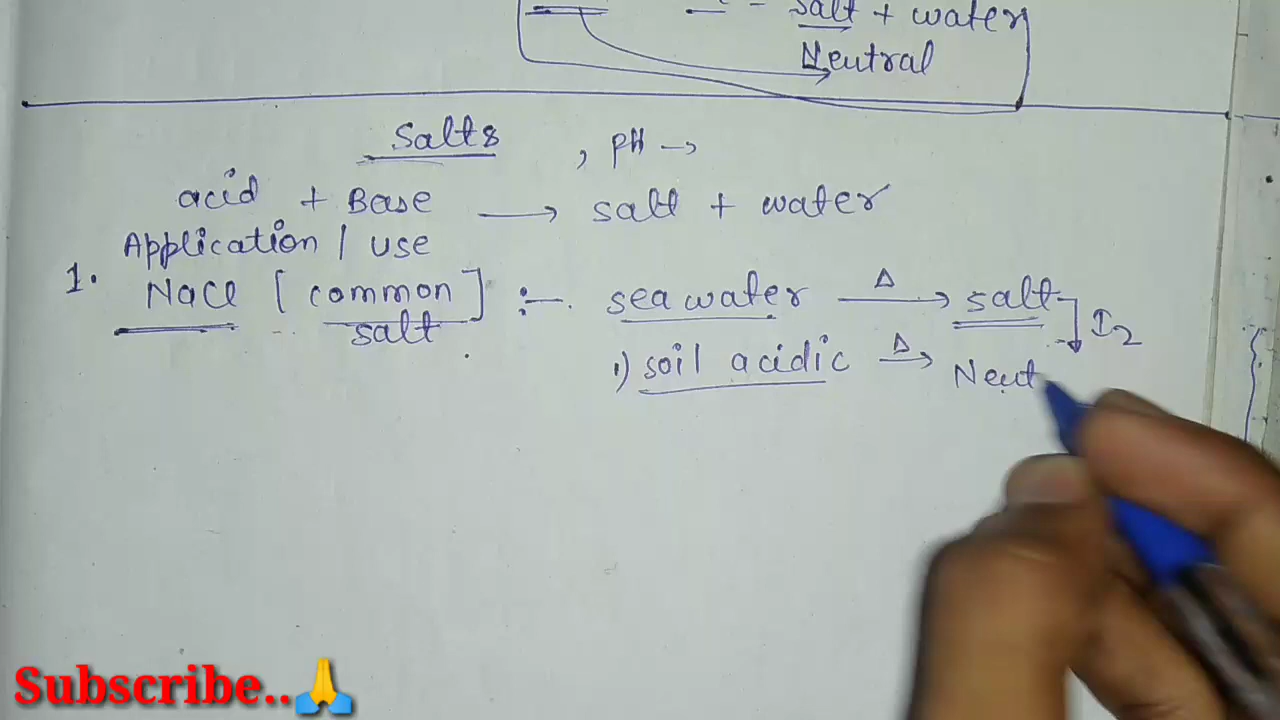 salt + water
Neutral
Salts , pH →
acid + Base → salt + water
Application / use
1. NaCl [common salt] :- sea water —Δ→ salt
I2
1) soil acidic —Δ→ Neut
Subscribe..🙏